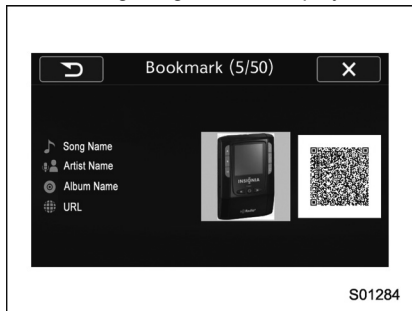 Bookmark (5/50)
Song Name
Artist Name
Album Name
URL
INSIGNIA
S01284